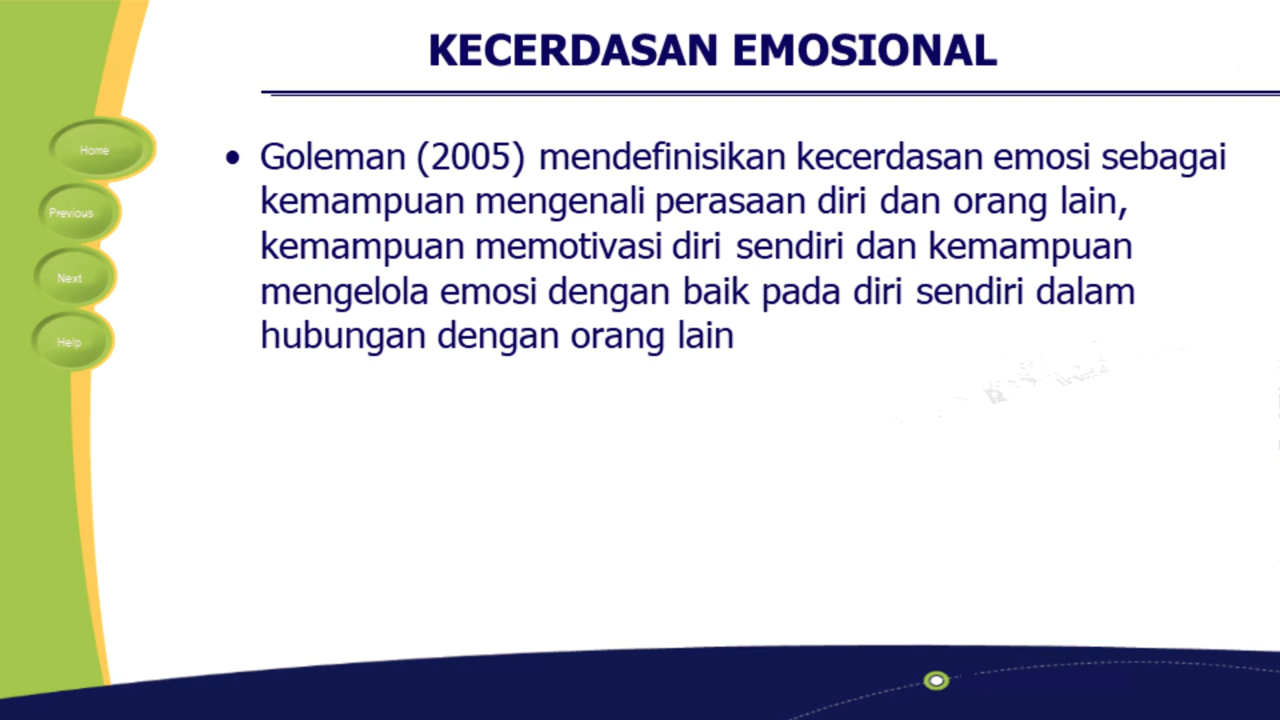 KECERDASAN EMOSIONAL
Home
Previous
Next
Help
• Goleman (2005) mendefinisikan kecerdasan emosi sebagai
kemampuan mengenali perasaan diri dan orang lain,
kemampuan memotivasi diri sendiri dan kemampuan
mengelola emosi dengan baik pada diri sendiri dalam
hubungan dengan orang lain